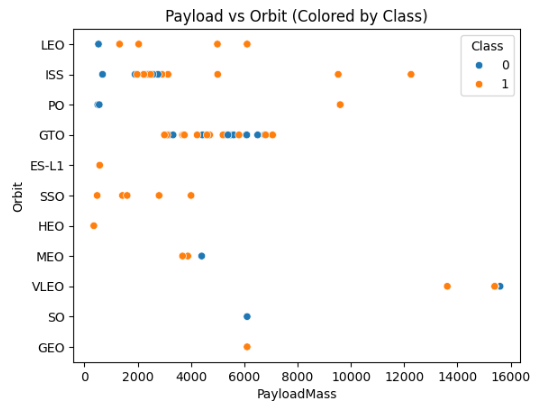 Payload vs Orbit (Colored by Class)
LEO
ISS
PO
GTO
ES-L1
SSO
HEO
MEO
VLEO
SO
GEO
Orbit
Class
0
1
0 2000 4000 6000 8000 10000 12000 14000 16000
PayloadMass